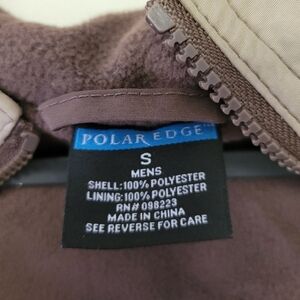 POLAR EDGE
S
MENS
SHELL:100% POLYESTER
LINING:100% POLYESTER
RN# 098223
MADE IN CHINA
SEE REVERSE FOR CARE